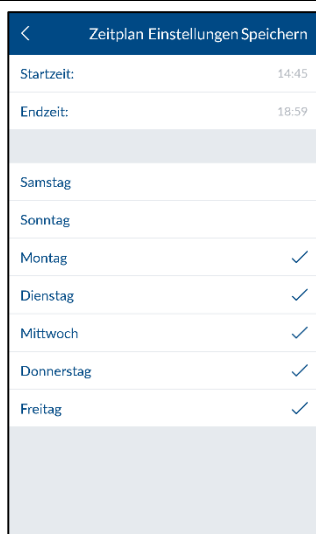 Zeitplan Einstellungen Speichern
Startzeit: 14:45
Endzeit: 18:59
Samstag
Sonntag
Montag
Dienstag
Mittwoch
Donnerstag
Freitag